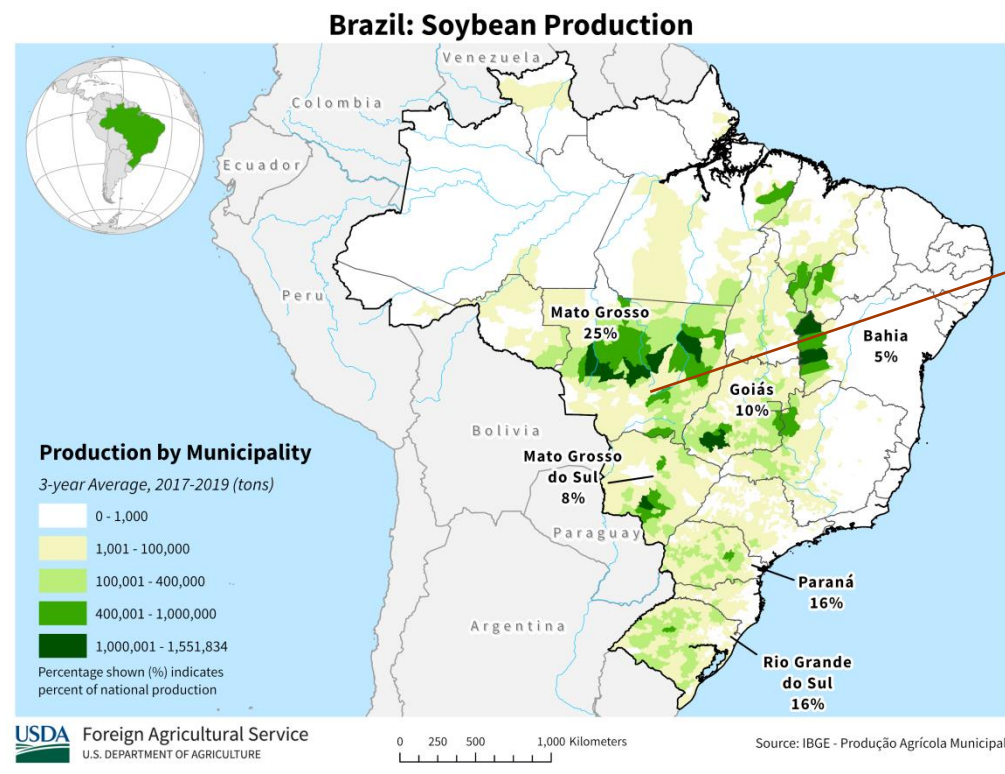 Brazil: Soybean Production
Venezuela
Colombia
Ecuador
Peru
Mato Grosso
25%
Bahia
5%
Goiás
10%
Bolivia
Mato Grosso
do Sul
8%
Paraguay
Paraná
16%
Argentina
Rio Grande
do Sul
16%
Production by Municipality
3-year Average, 2017-2019 (tons)
0 - 1,000
1,001 - 100,000
100,001 - 400,000
400,001 - 1,000,000
1,000,001 - 1,551,834
Percentage shown (%) indicates
percent of national production
USDA
Foreign Agricultural Service
U.S. DEPARTMENT OF AGRICULTURE
0 250 500 1,000 Kilometers
Source: IBGE - Produção Agrícola Municipal